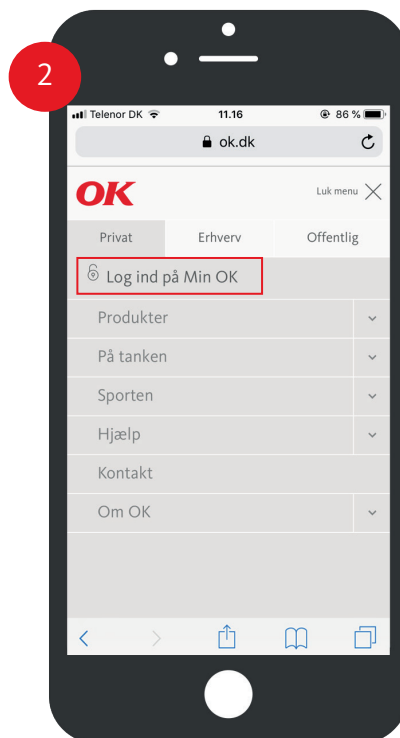 2
Telenor DK 11.16 86 %
ok.dk
OK Luk menu
Privat Erhverv Offentlig
Log ind på Min OK
Produkter
På tanken
Sporten
Hjælp
Kontakt
Om OK